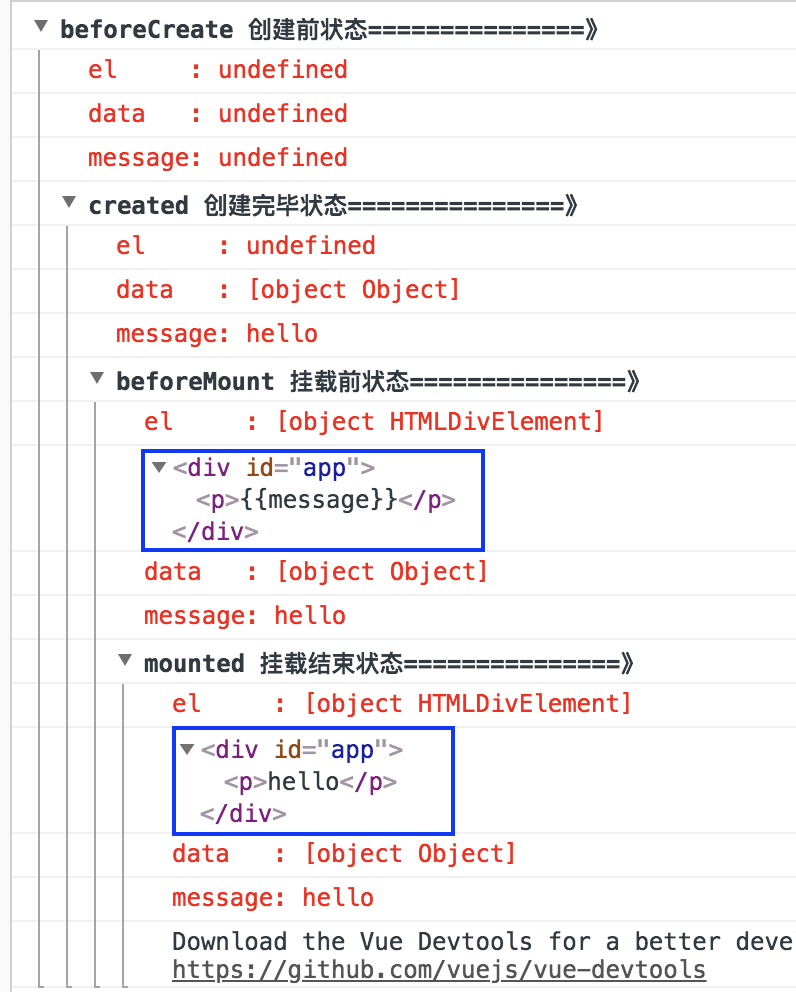 beforeCreate 创建前状态===============》
el     : undefined
data   : undefined
message: undefined
created 创建完毕状态===============》
el     : undefined
data   : [object Object]
message: hello
beforeMount 挂载前状态===============》
el     : [object HTMLDivElement]
<div id="app">
<p>{{message}}</p>
</div>
data   : [object Object]
message: hello
mounted 挂载结束状态===============》
el     : [object HTMLDivElement]
<div id="app">
<p>hello</p>
</div>
data   : [object Object]
message: hello
Download the Vue Devtools for a better deve
https://github.com/vuejs/vue-devtools